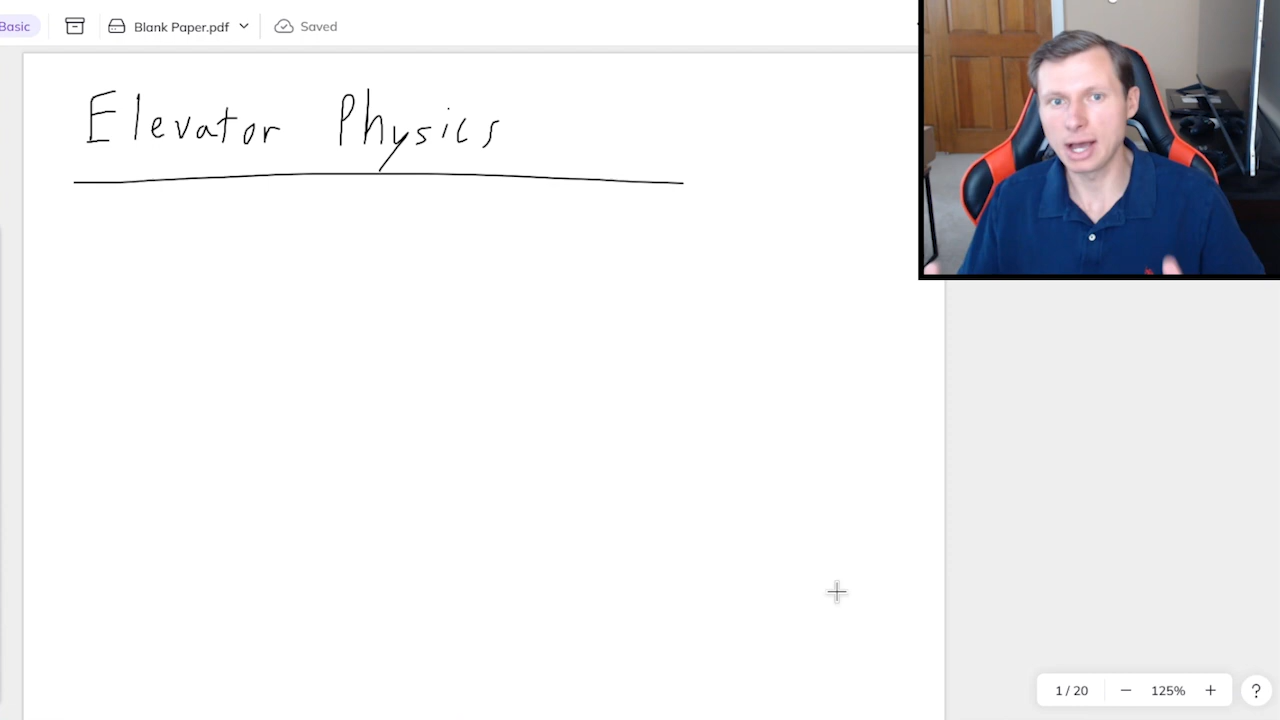 Basic Blank Paper.pdf Saved
Elevator Physics
1 / 20 − 125% + ?